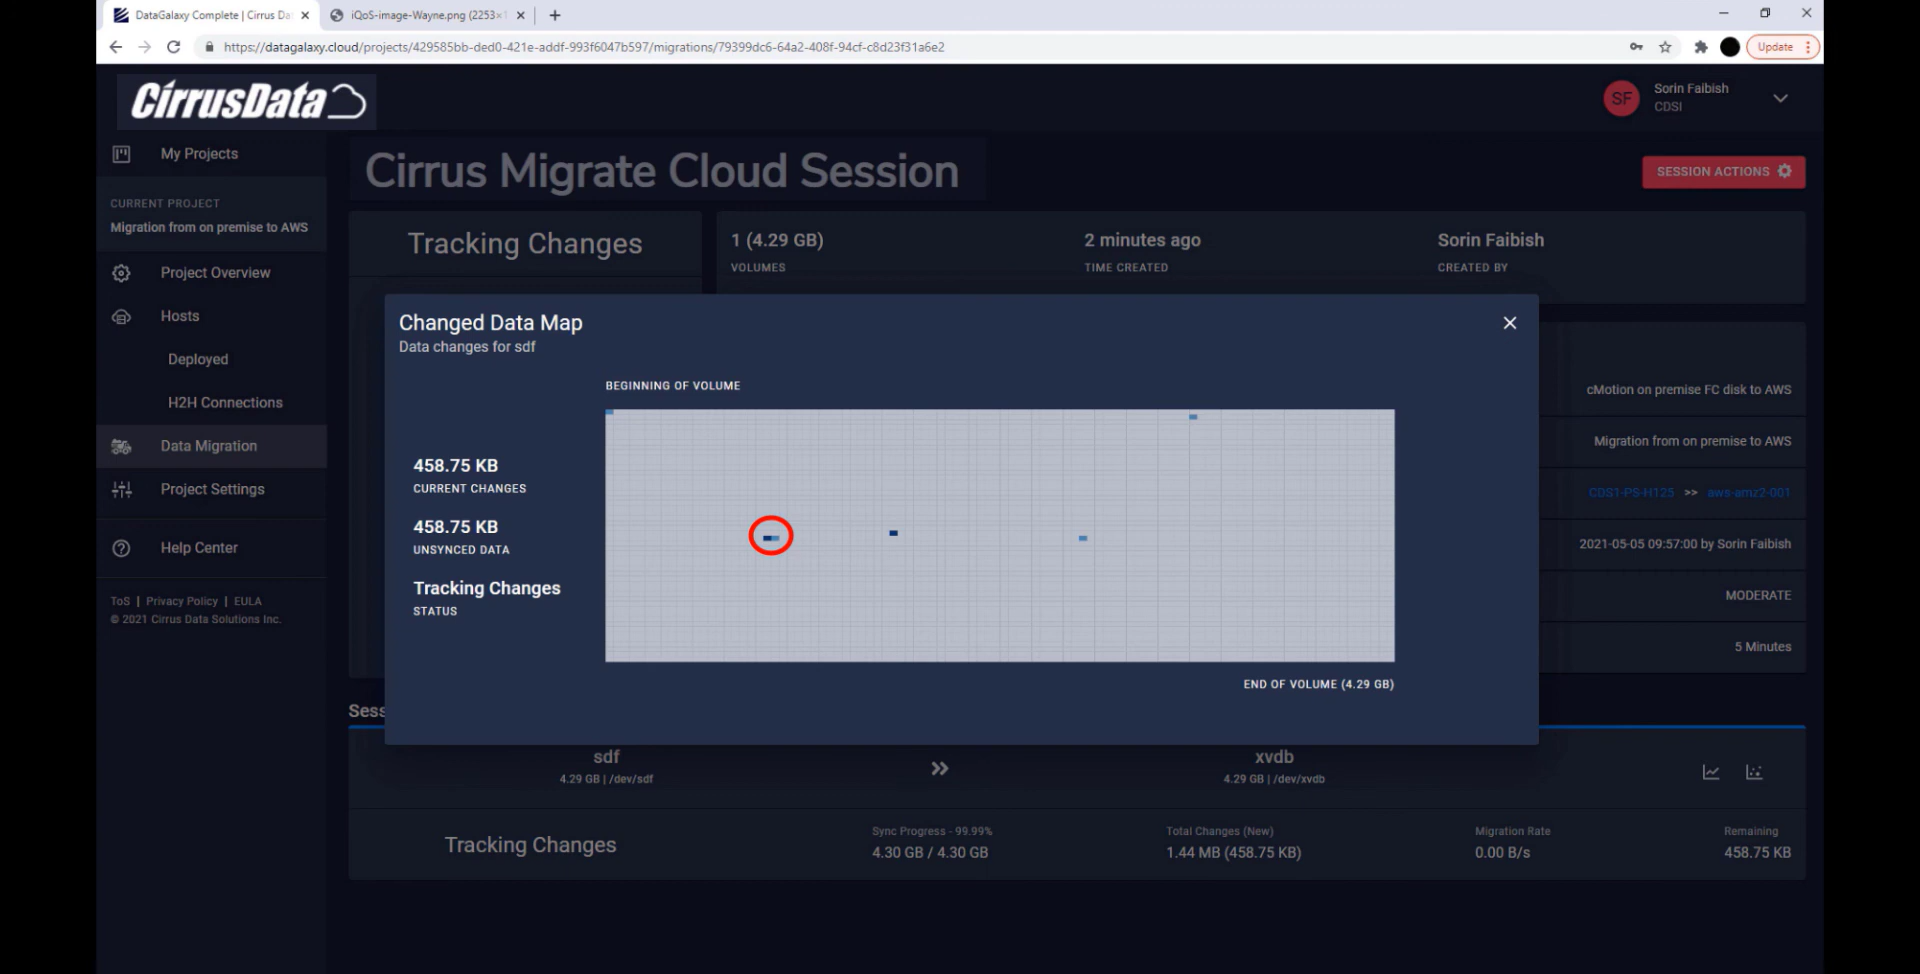 DataGalaxy Complete | Cirrus Da
iQoS-image-Wayne.png (2253×1
https://datagalaxy.cloud/projects/429585bb-ded0-421e-addf-993f6047b597/migrations/79399dc6-64a2-408f-94cf-c8d23f31a6e2
Update
CirrusData
SF
Sorin Faibish
CDSI
My Projects
Cirrus Migrate Cloud Session
SESSION ACTIONS
CURRENT PROJECT
Migration from on premise to AWS
Tracking Changes
1 (4.29 GB)
VOLUMES
2 minutes ago
TIME CREATED
Sorin Faibish
CREATED BY
Project Overview
Hosts
Deployed
H2H Connections
Data Migration
Project Settings
Help Center
ToS | Privacy Policy | EULA
© 2021 Cirrus Data Solutions Inc.
Changed Data Map
Data changes for sdf
BEGINNING OF VOLUME
458.75 KB
CURRENT CHANGES
458.75 KB
UNSYNCED DATA
Tracking Changes
STATUS
END OF VOLUME (4.29 GB)
cMotion on premise FC disk to AWS
Migration from on premise to AWS
CDS1-PS-H125 >> aws-amz2-001
2021-05-05 09:57:00 by Sorin Faibish
MODERATE
5 Minutes
Sess
sdf
4.29 GB | /dev/sdf
xvdb
4.29 GB | /dev/xvdb
Tracking Changes
Sync Progress - 99.99%
4.30 GB / 4.30 GB
Total Changes (New)
1.44 MB (458.75 KB)
Migration Rate
0.00 B/s
Remaining
458.75 KB